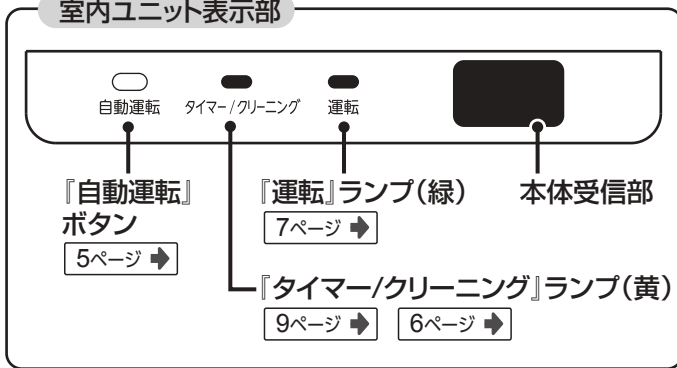 室内ユニット表示部
自動運転 タイマー/クリーニング 運転
『自動運転』
ボタン
5ページ
『運転』ランプ(緑)
7ページ
本体受信部
『タイマー/クリーニング』ランプ(黄)
9ページ 6ページ